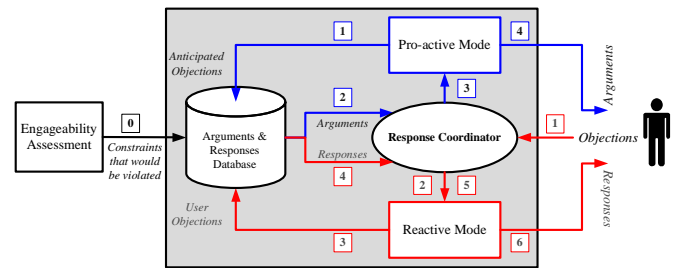 1
Pro-active Mode
4
Anticipated
Objections
0
2
3
Arguments
Engageability
Assessment
Constraints
that would
be violated
Arguments &
Responses
Database
Arguments
Response Coordinator
1
Objections
Responses
4
2
5
User
Objections
3
Reactive Mode
6
Responses